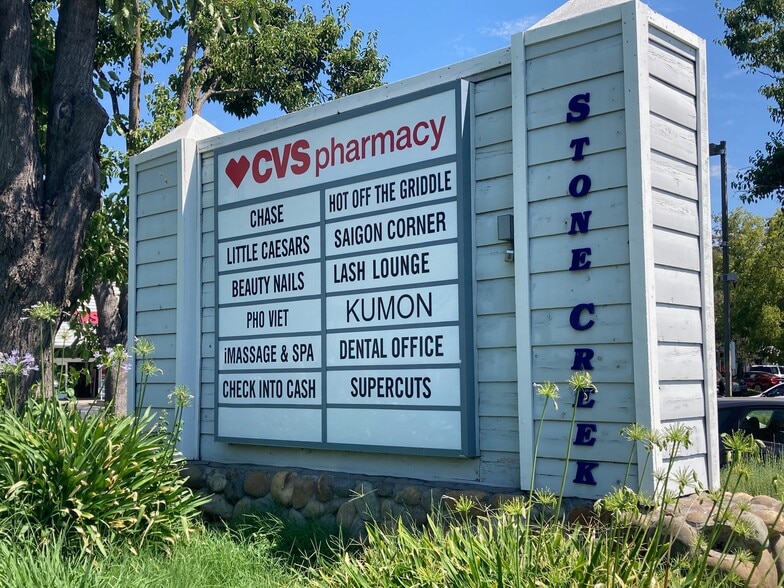 CVS pharmacy
CHASE
LITTLE CAESARS
BEAUTY NAILS
PHO VIET
iMASSAGE & SPA
CHECK INTO CASH
HOT OFF THE GRIDDLE
SAIGON CORNER
LASH LOUNGE
KUMON
DENTAL OFFICE
SUPERCUTS
STONE CREEK